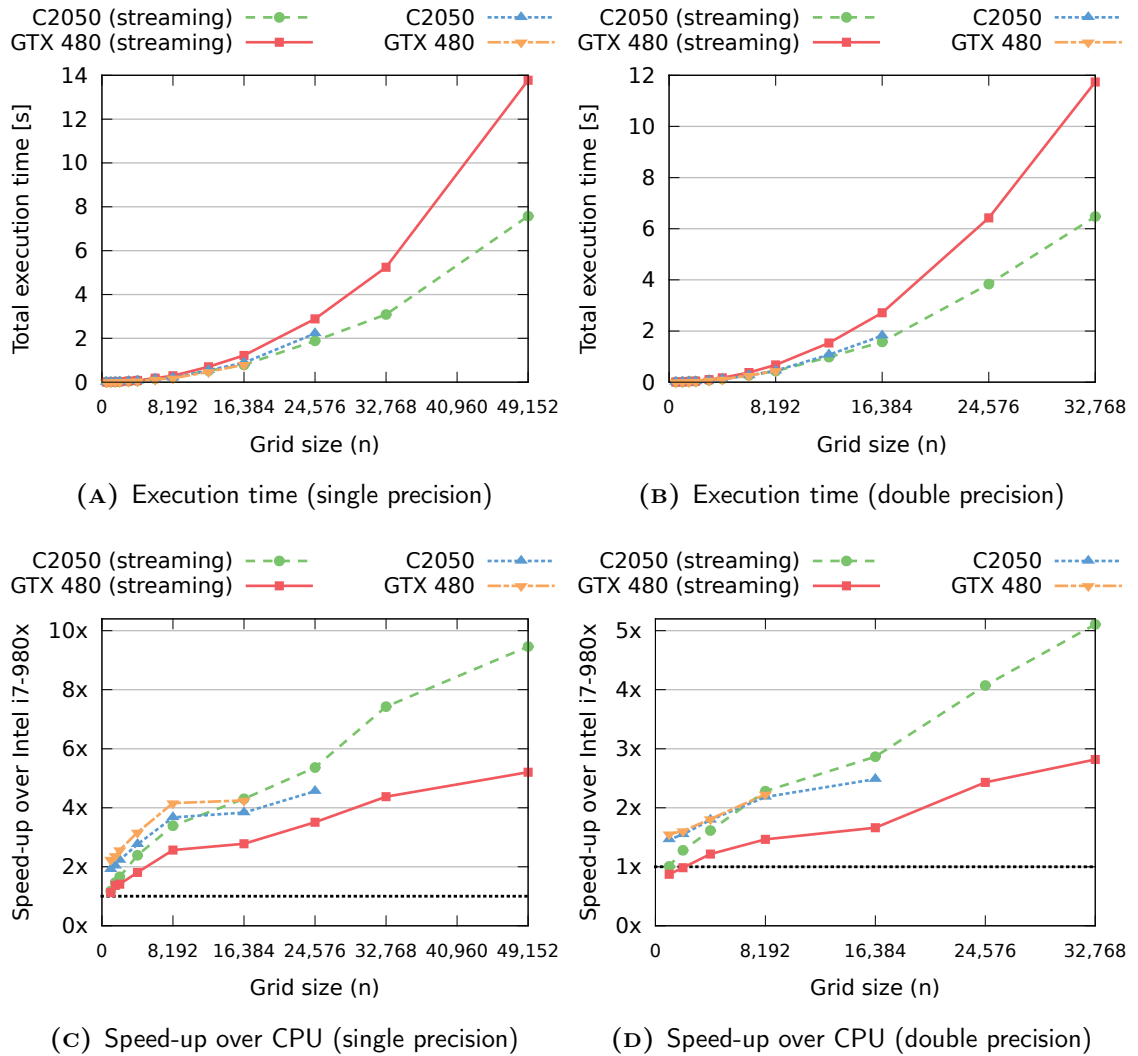 C2050 (streaming) C2050
GTX 480 (streaming) GTX 480
14
12
10
8
6
4
2
0
Total execution time [s]
0 8,192 16,384 24,576 32,768 40,960 49,152
Grid size (n)
(A) Execution time (single precision)
C2050 (streaming) C2050
GTX 480 (streaming) GTX 480
12
10
8
6
4
2
0
Total execution time [s]
0 8,192 16,384 24,576 32,768
Grid size (n)
(B) Execution time (double precision)
C2050 (streaming) C2050
GTX 480 (streaming) GTX 480
10x
8x
6x
4x
2x
0x
Speed-up over Intel i7-980x
0 8,192 16,384 24,576 32,768 40,960 49,152
Grid size (n)
(C) Speed-up over CPU (single precision)
C2050 (streaming) C2050
GTX 480 (streaming) GTX 480
5x
4x
3x
2x
1x
0x
Speed-up over Intel i7-980x
0 8,192 16,384 24,576 32,768
Grid size (n)
(D) Speed-up over CPU (double precision)